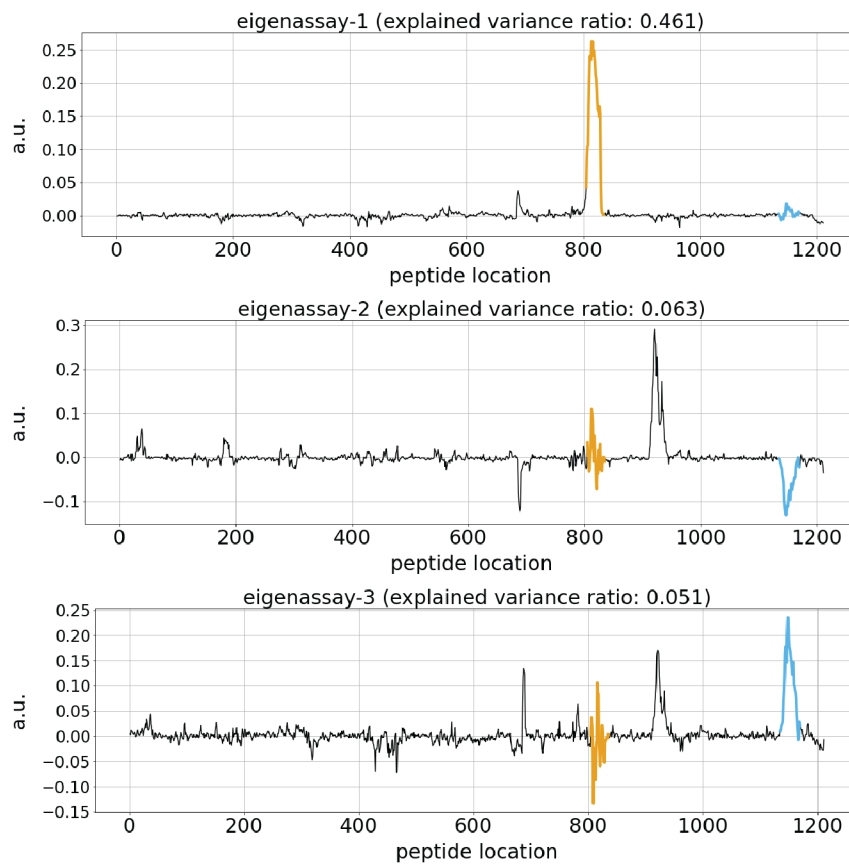 eigenassay-1 (explained variance ratio: 0.461)
0.25
0.20
0.15
0.10
0.05
0.00
a.u.
0 200 400 600 800 1000 1200
peptide location
eigenassay-2 (explained variance ratio: 0.063)
0.3
0.2
0.1
0.0
−0.1
a.u.
0 200 400 600 800 1000 1200
peptide location
eigenassay-3 (explained variance ratio: 0.051)
0.25
0.20
0.15
0.10
0.05
0.00
−0.05
−0.10
−0.15
a.u.
0 200 400 600 800 1000 1200
peptide location